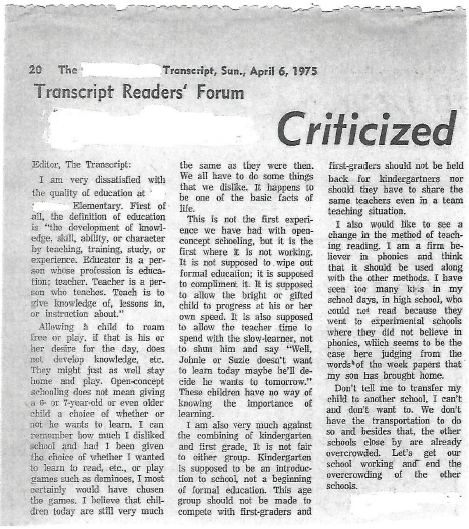 20 The Transcript, Sun., April 6, 1975
Transcript Readers' Forum
Criticized
Editor, The Transcript:
I am very dissatisfied with
the quality of education at
Elementary. First of
all, the definition of education
is "the development of knowl-
edge, skill, ability, or character
by teaching, training, study, or
experience. Educator is a per-
son whose profession is educa-
tion; teacher. Teacher is a per-
son who teaches. Teach is to
give knowledge of, lessons in,
or instruction about."
Allowing a child to roam
free or play, if that is his or
her desire for the day, does
not develop knowledge, etc.
They might just as well stay
home and play. Open-concept
schooling does not mean giving
a 6 or 7-year-old or even older
child a choice of whether or
not he wants to learn. I can
remember how much I disliked
school and had I been given
the choice of whether I wanted
to learn to read, etc., or play
games such as dominoes, I most
certainly would have chosen
the games. I believe that chil-
dren today are still very much
the same as they were then.
We all have to do some things
that we dislike. It happens to
be one of the basic facts of
life.
This is not the first experi-
ence we have had with open-
concept schooling, but it is the
first where it is not working.
It is not supposed to wipe out
formal education; it is supposed
to compliment it. It is supposed
to allow the bright or gifted
child to progress at his or her
own speed. It is also supposed
to allow the teacher time to
spend with the slow-learner, not
to shun him and say "Well,
Johnie or Suzie doesn't want
to learn today maybe he'll de-
cide he wants to tomorrow."
These children have no way of
knowing the importance of
learning.
I am also very much against
the combining of kindergarten
and first grade. It is not fair
to either group. Kindergarten
is supposed to be an introduc-
tion to school, not a beginning
of formal education. This age
group should not be made to
compete with first-graders and
first-graders should not be held
back for kindergartners nor
should they have to share the
same teachers even in a team
teaching situation.
I also would like to see a
change in the method of teach-
ing reading. I am a firm be-
liever in phonics and think
that it should be used along
with the other methods. I have
seen too many kids in my
school days, in high school, who
could not read because they
went to experimental schools
where they did not believe in
phonics, which seems to be the
case here judging from the
words of the week papers that
my son has brought home.
Don't tell me to transfer my
child to another school, I can't
and don't want to. We don't
have the transportation to do
so and besides that, the other
schools close by are already
overcrowded. Let's get our
school working and end the
overcrowding of the other
schools.